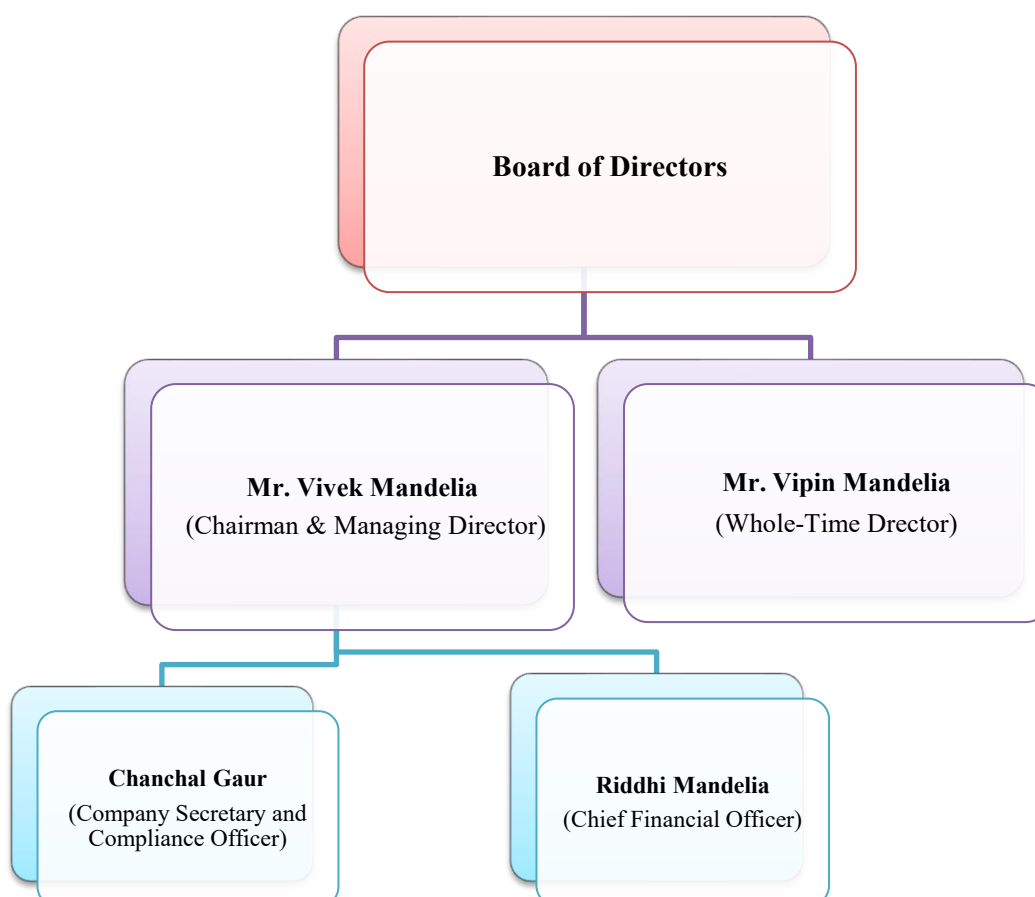 Board of Directors
Mr. Vivek Mandelia
(Chairman & Managing Director)
Mr. Vipin Mandelia
(Whole-Time Drector)
Chanchal Gaur
(Company Secretary and
Compliance Officer)
Riddhi Mandelia
(Chief Financial Officer)